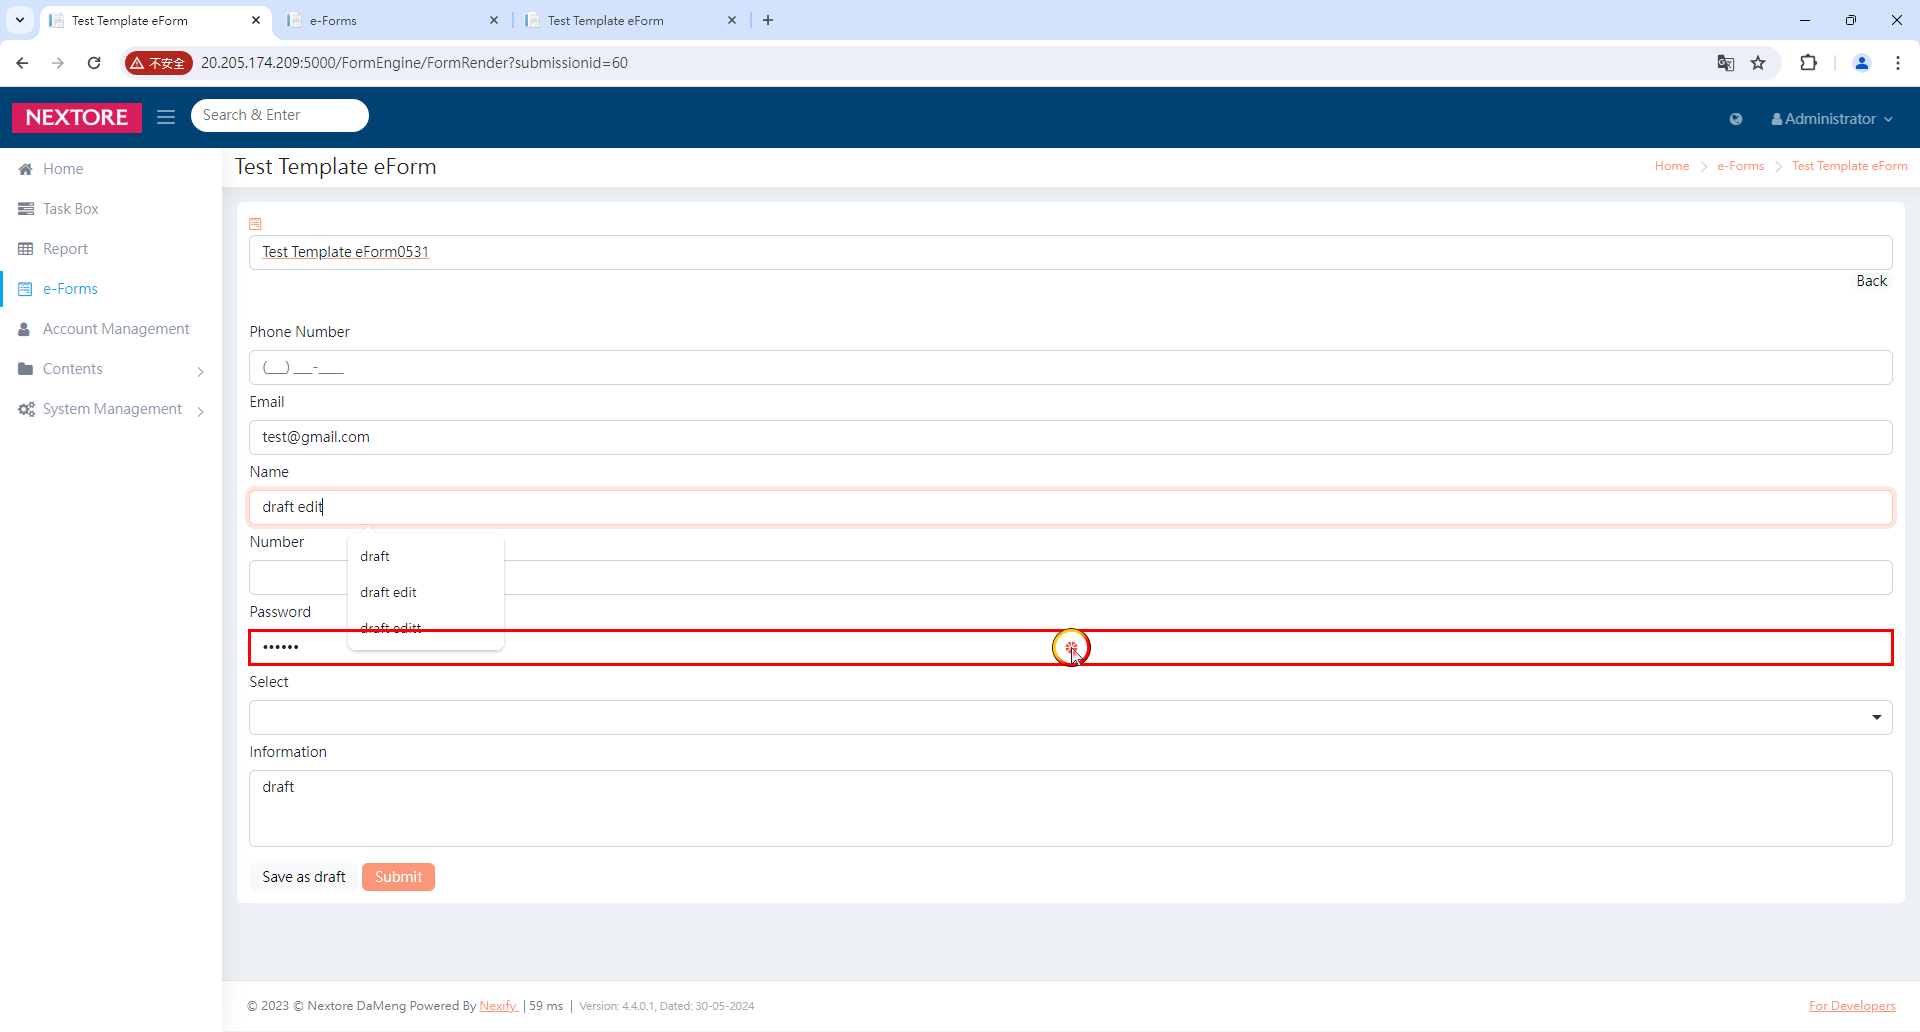 Test Template eForm
e-Forms
Test Template eForm
不安全
20.205.174.209:5000/FormEngine/FormRender?submissionid=60
NEXTORE
Search & Enter
Administrator
Home
Task Box
Report
e-Forms
Account Management
Contents
System Management
Test Template eForm
Home
e-Forms
Test Template eForm
Test Template eForm0531
Back
Phone Number
(___) ___-____
Email
test@gmail.com
Name
draft edit
Number
draft
draft edit
draft editt
Password
••••••
Select
Information
draft
Save as draft
Submit
© 2023 © Nextore DaMeng Powered By Nexify | 59 ms | Version: 4.4.0.1, Dated: 30-05-2024
For Developers